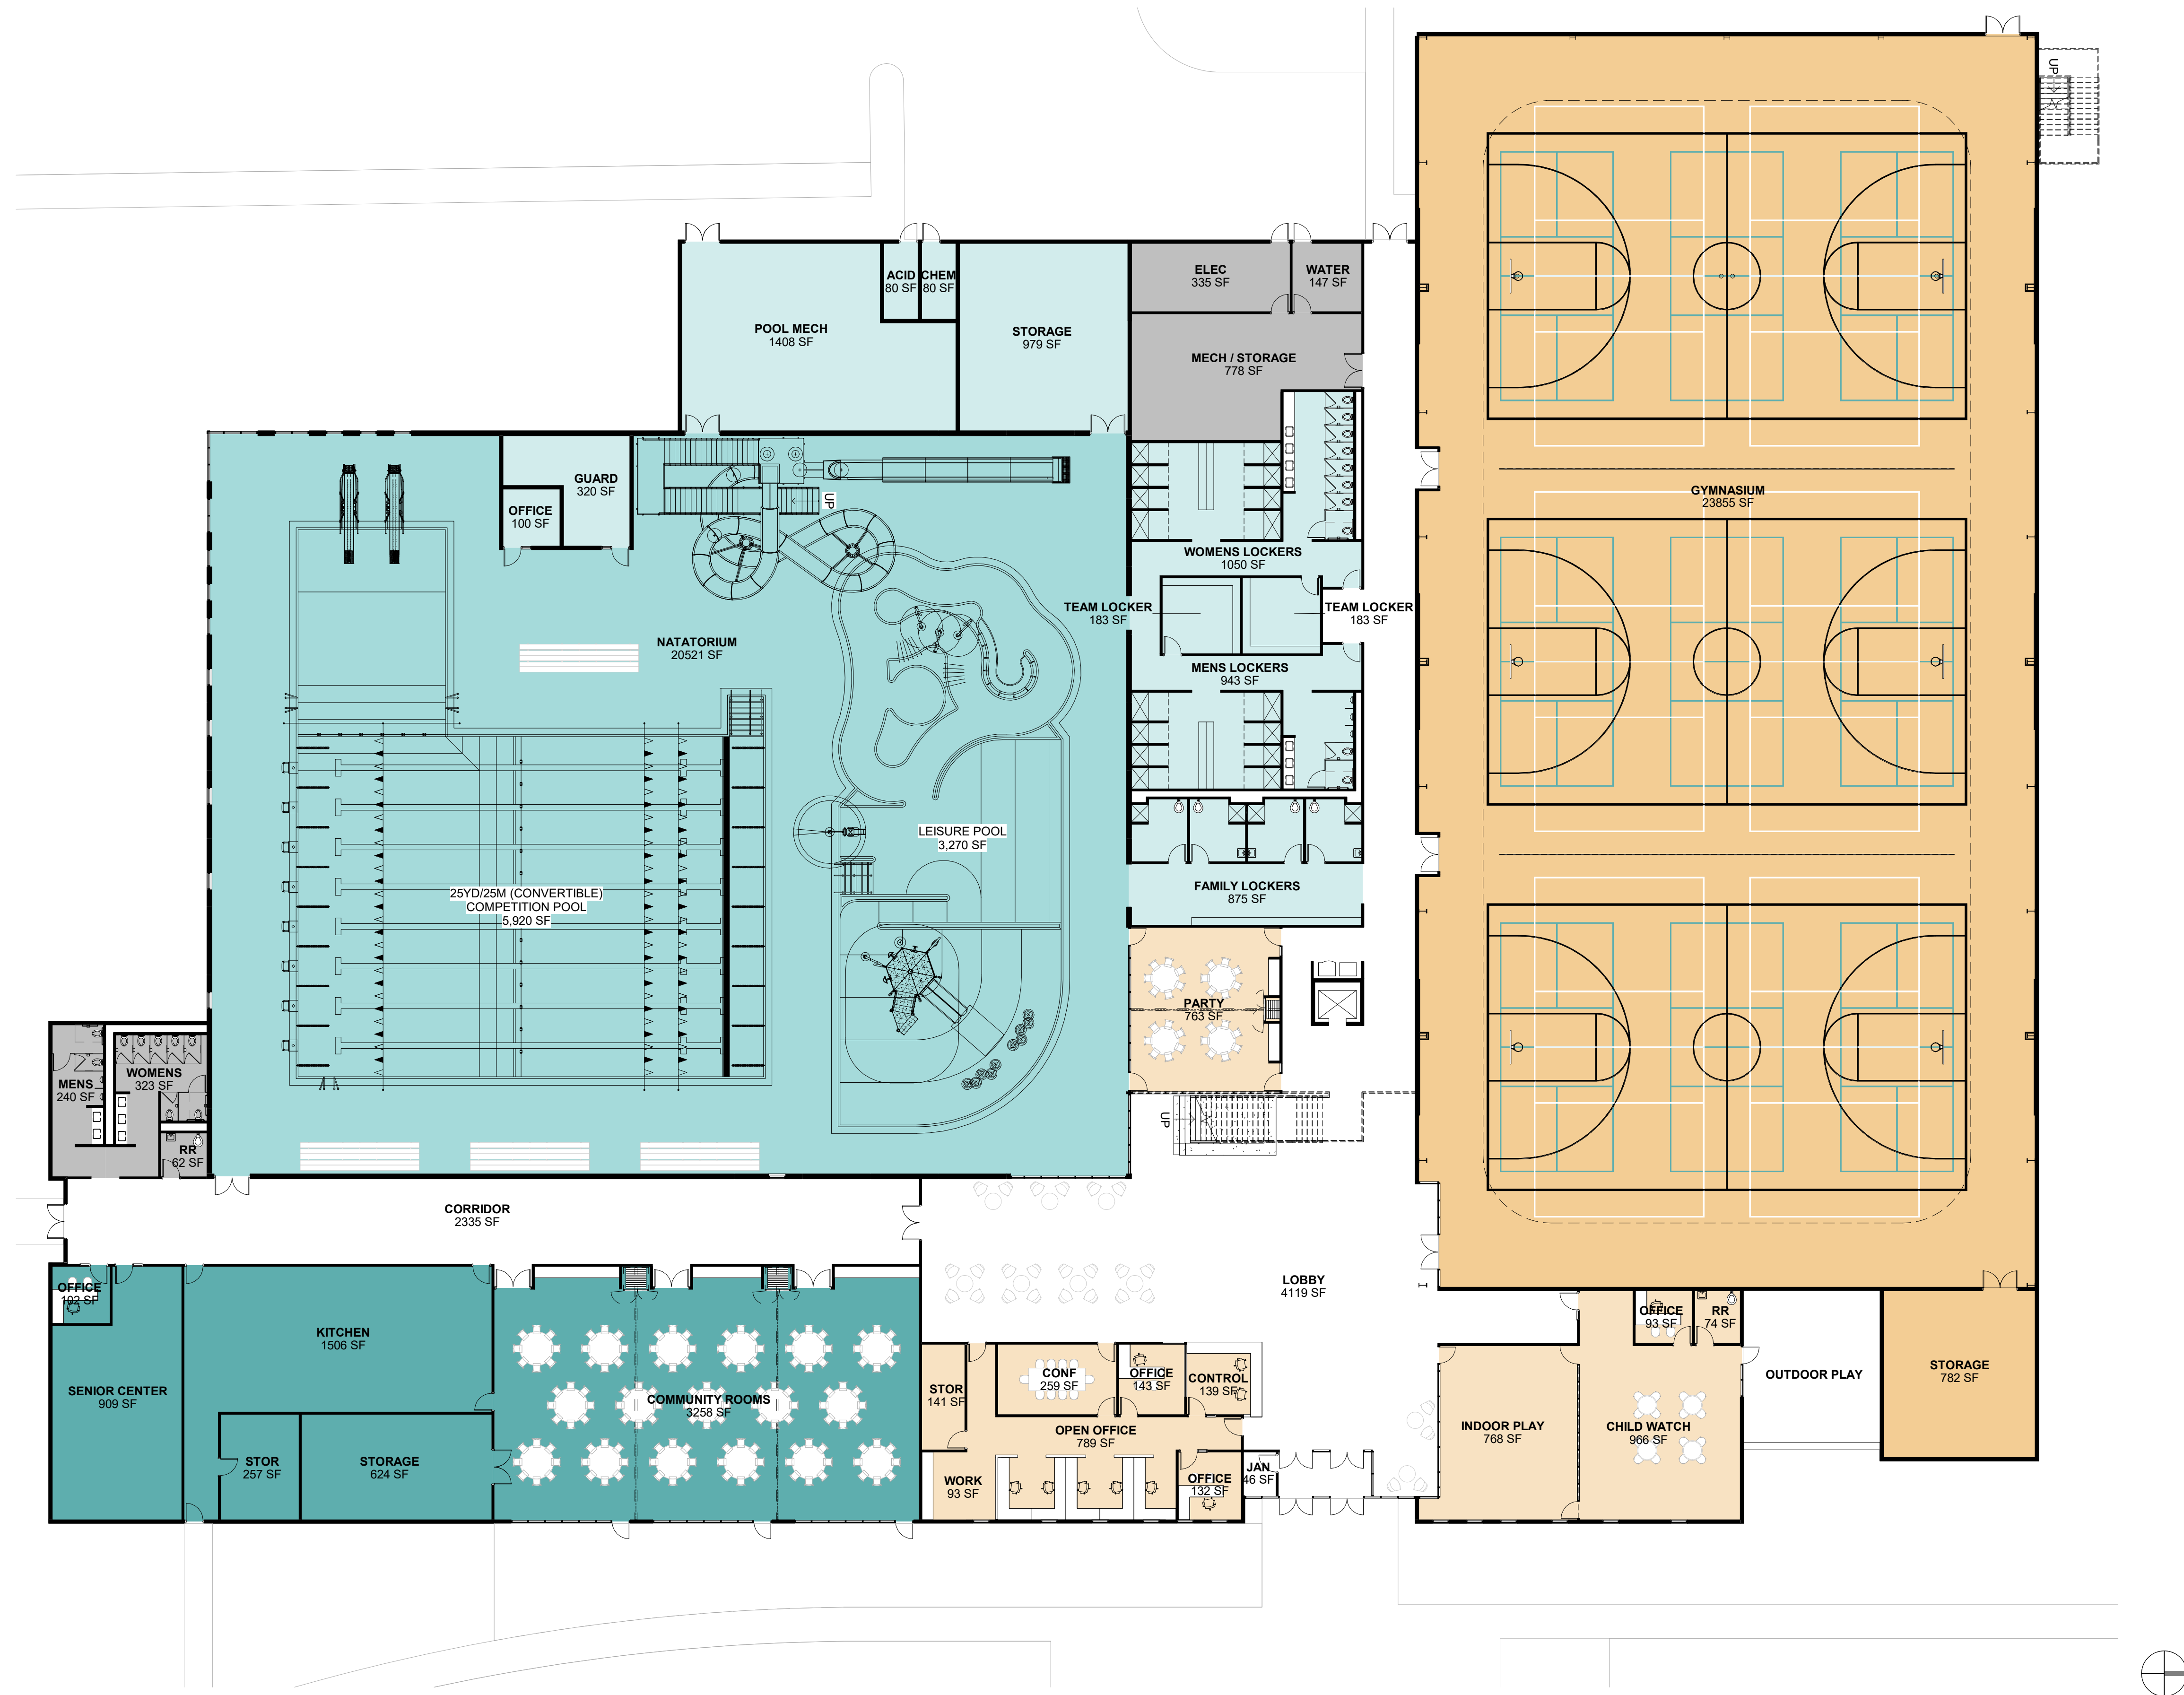 UP
ACID
80 SF
CHEM
80 SF
ELEC
335 SF
WATER
147 SF
POOL MECH
1408 SF
STORAGE
979 SF
MECH / STORAGE
778 SF
GUARD
320 SF
OFFICE
100 SF
UP
GYMNASIUM
23855 SF
WOMENS LOCKERS
1050 SF
TEAM LOCKER
183 SF
TEAM LOCKER
183 SF
NATATORIUM
20521 SF
MENS LOCKERS
943 SF
LEISURE POOL
3,270 SF
25YD/25M (CONVERTIBLE)
COMPETITION POOL
5,920 SF
FAMILY LOCKERS
875 SF
PARTY
763 SF
WOMENS
323 SF
MENS
240 SF
UP
RR
62 SF
CORRIDOR
2335 SF
LOBBY
4119 SF
OFFICE
102 SF
OFFICE
93 SF
RR
74 SF
KITCHEN
1506 SF
SENIOR CENTER
909 SF
COMMUNITY ROOMS
3258 SF
STOR
141 SF
CONF
259 SF
OFFICE
143 SF
CONTROL
139 SF
OUTDOOR PLAY
STORAGE
782 SF
OPEN OFFICE
789 SF
INDOOR PLAY
768 SF
CHILD WATCH
966 SF
STOR
257 SF
STORAGE
624 SF
WORK
93 SF
OFFICE
132 SF
JAN
46 SF